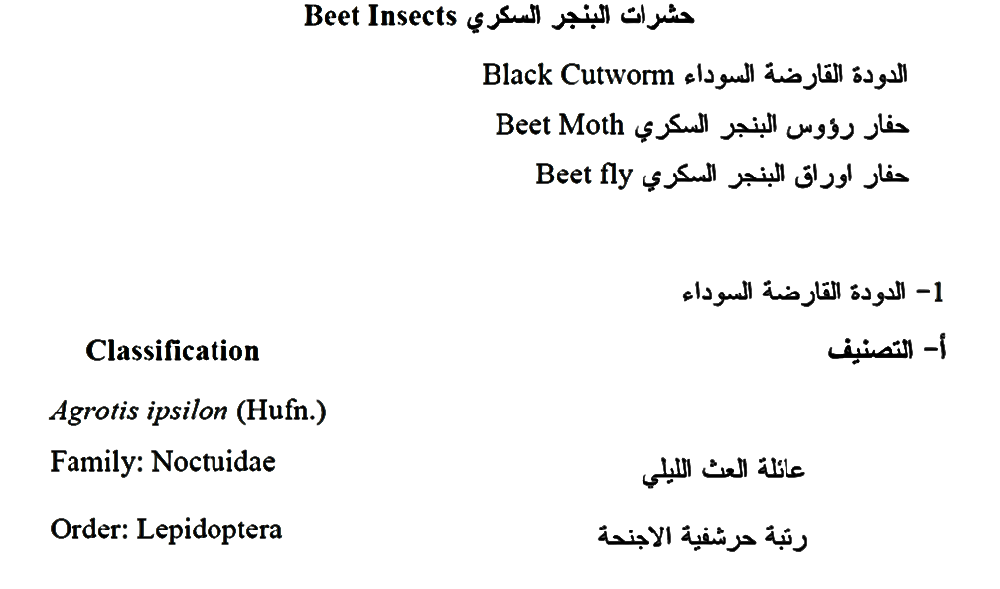 حشرات البنجر السكري Beet Insects
الدودة القارضة السوداء Black Cutworm
حفار رؤوس البنجر السكري Beet Moth
حفار اوراق البنجر السكري Beet fly
1- الدودة القارضة السوداء
أ- التصنيف Classification
Agrotis ipsilon (Hufn.)
عائلة العث الليلي Family: Noctuidae
رتبة حرشفية الاجنحة Order: Lepidoptera